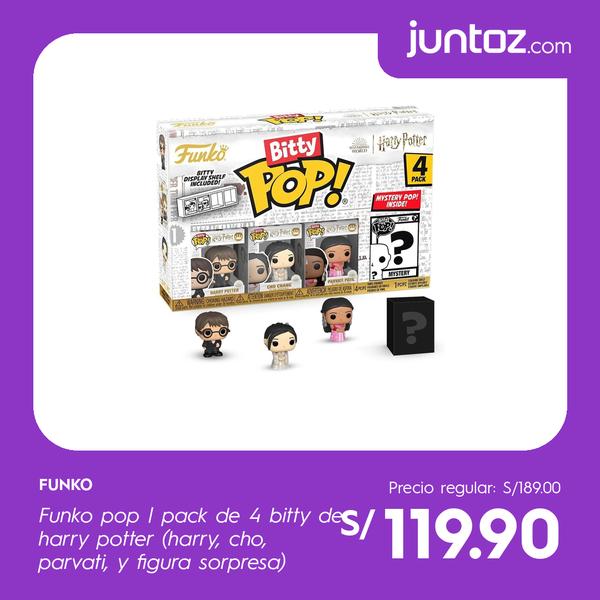 juntoz.com
Funko
Bitty
POP!
Harry Potter
4
PACK
BITTY
DISPLAY SHELF
INCLUDED!
MYSTERY POP!
INSIDE!
?
MYSTERY
HARRY POTTER
CHO CHANG
PARVATI PATIL
?
FUNKO
Funko pop | pack de 4 bitty de
harry potter (harry, cho,
parvati, y figura sorpresa)
Precio regular: S/189.00
S/119.90